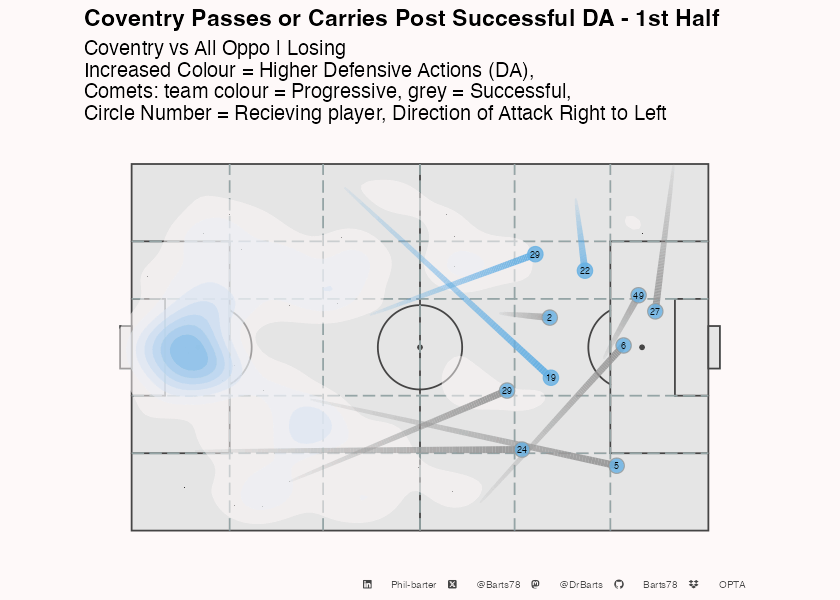 Coventry Passes or Carries Post Successful DA - 1st Half
Coventry vs All Oppo | Losing
Increased Colour = Higher Defensive Actions (DA),
Comets: team colour = Progressive, grey = Successful,
Circle Number = Recieving player, Direction of Attack Right to Left
29
22
49
27
2
6
19
29
24
5
Phil-barter @Barts78 @DrBarts Barts78 OPTA